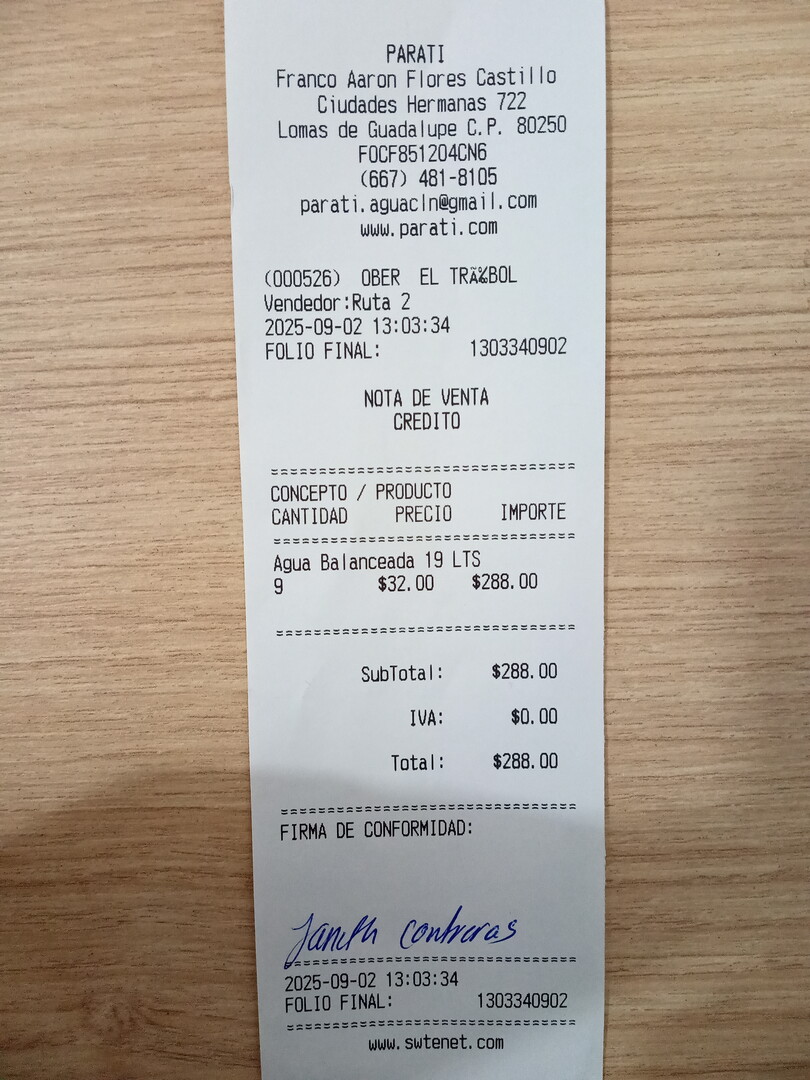 PARATI
Franco Aaron Flores Castillo
Ciudades Hermanas 722
Lomas de Guadalupe C.P. 80250
FOCF851204CN6
(667) 481-8105
parati.aguacln@gmail.com
www.parati.com
(000526) OBER EL TRÃ‰BOL
Vendedor:Ruta 2
2025-09-02 13:03:34
FOLIO FINAL: 1303340902
NOTA DE VENTA
CREDITO
==============================
CONCEPTO / PRODUCTO
CANTIDAD PRECIO IMPORTE
==============================
Agua Balanceada 19 LTS
9 $32.00 $288.00
==============================
SubTotal: $288.00
IVA: $0.00
Total: $288.00
==============================
FIRMA DE CONFORMIDAD:
Janeth Contreras
==============================
2025-09-02 13:03:34
FOLIO FINAL: 1303340902
==============================
www.swtenet.com